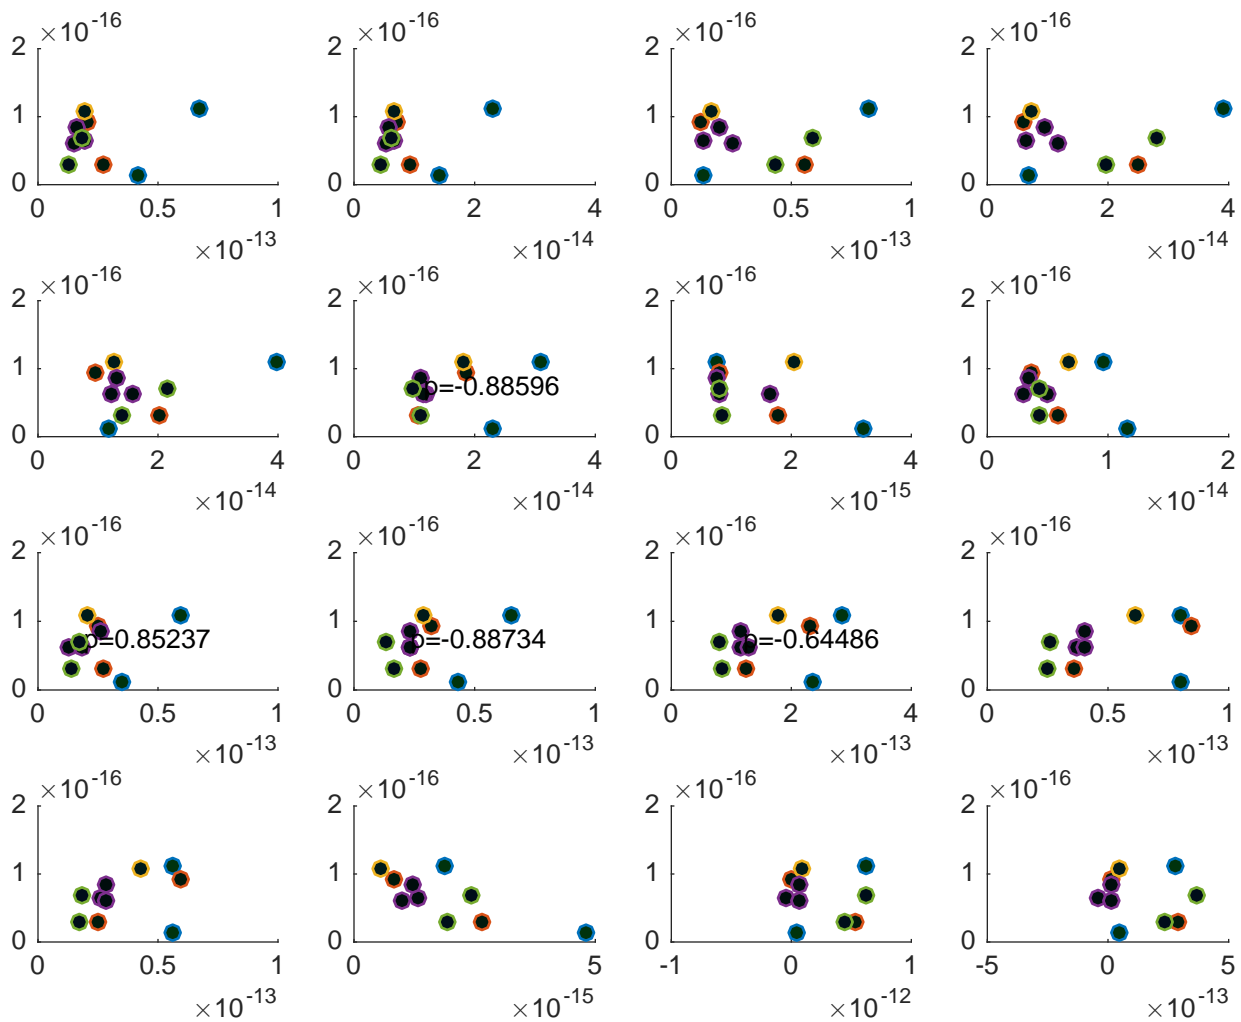 ×10-16 ×10-16 ×10-16 ×10-16
2 2 2 2
1 1 1 1
0 0 0 0
0 0.5 1 0 2 4 0 0.5 1 0 2 4
×10-13 ×10-14 ×10-13 ×10-14
×10-16 ×10-16 ×10-16 ×10-16
2 2 2 2
1 1 p=-0.88596 1 1
0 0 0 0
0 2 4 0 2 4 0 2 4 0 1 2
×10-14 ×10-14 ×10-15 ×10-14
×10-16 ×10-16 ×10-16 ×10-16
2 2 2 2
1 p=0.85237 1 p=-0.88734 1 p=-0.64486 1
0 0 0 0
0 0.5 1 0 0.5 1 0 2 4 0 0.5 1
×10-13 ×10-13 ×10-13 ×10-13
×10-16 ×10-16 ×10-16 ×10-16
2 2 2 2
1 1 1 1
0 0 0 0
0 0.5 1 0 5 -1 0 1 -5 0 5
×10-13 ×10-15 ×10-12 ×10-13